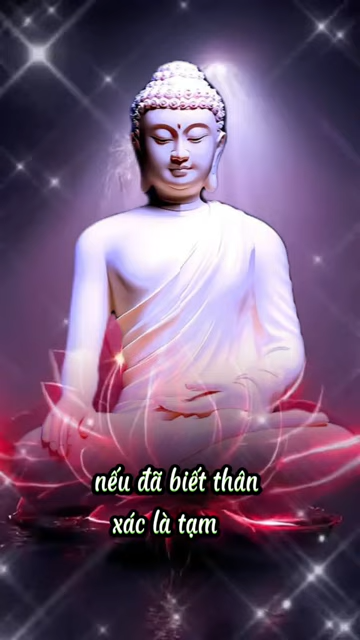 nếu đã biết thân
xác là tạm